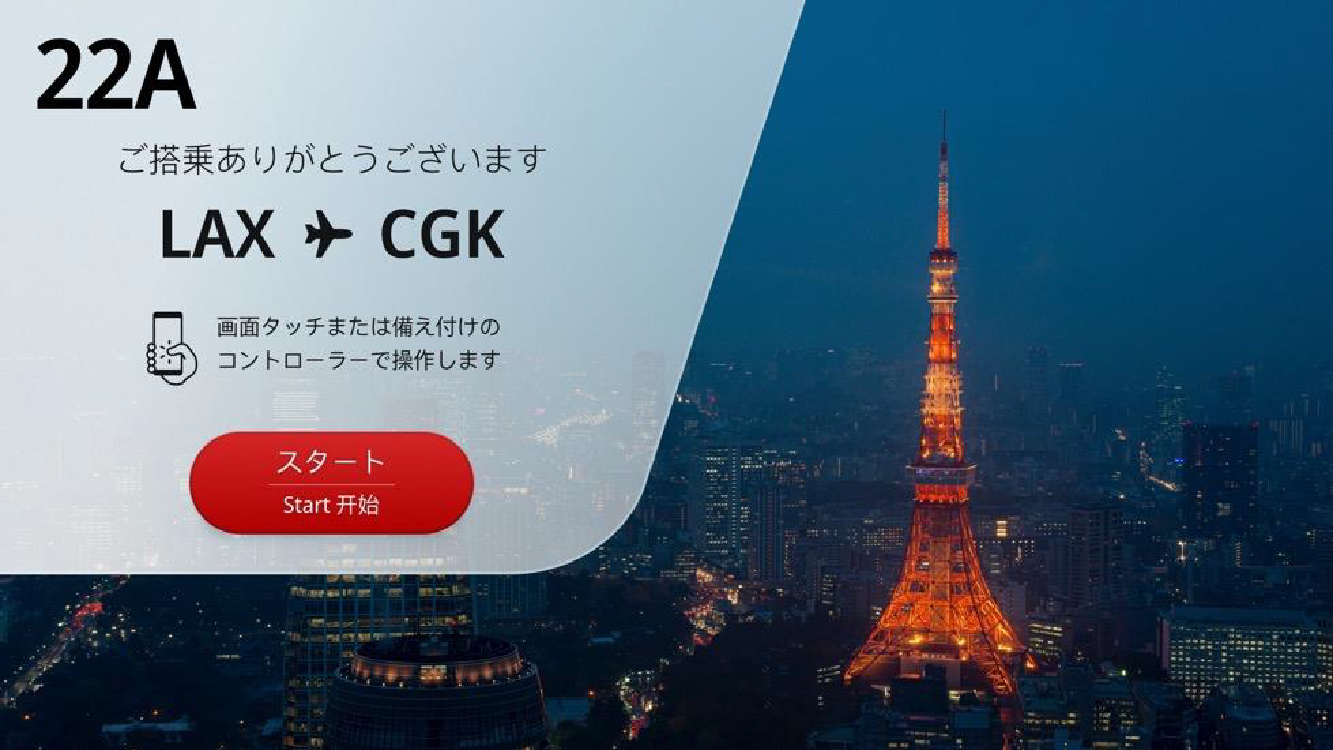 22A
ご搭乗ありがとうございます
LAX ✈ CGK
画面タッチまたは備え付けの
コントローラーで操作します
スタート
Start 开始